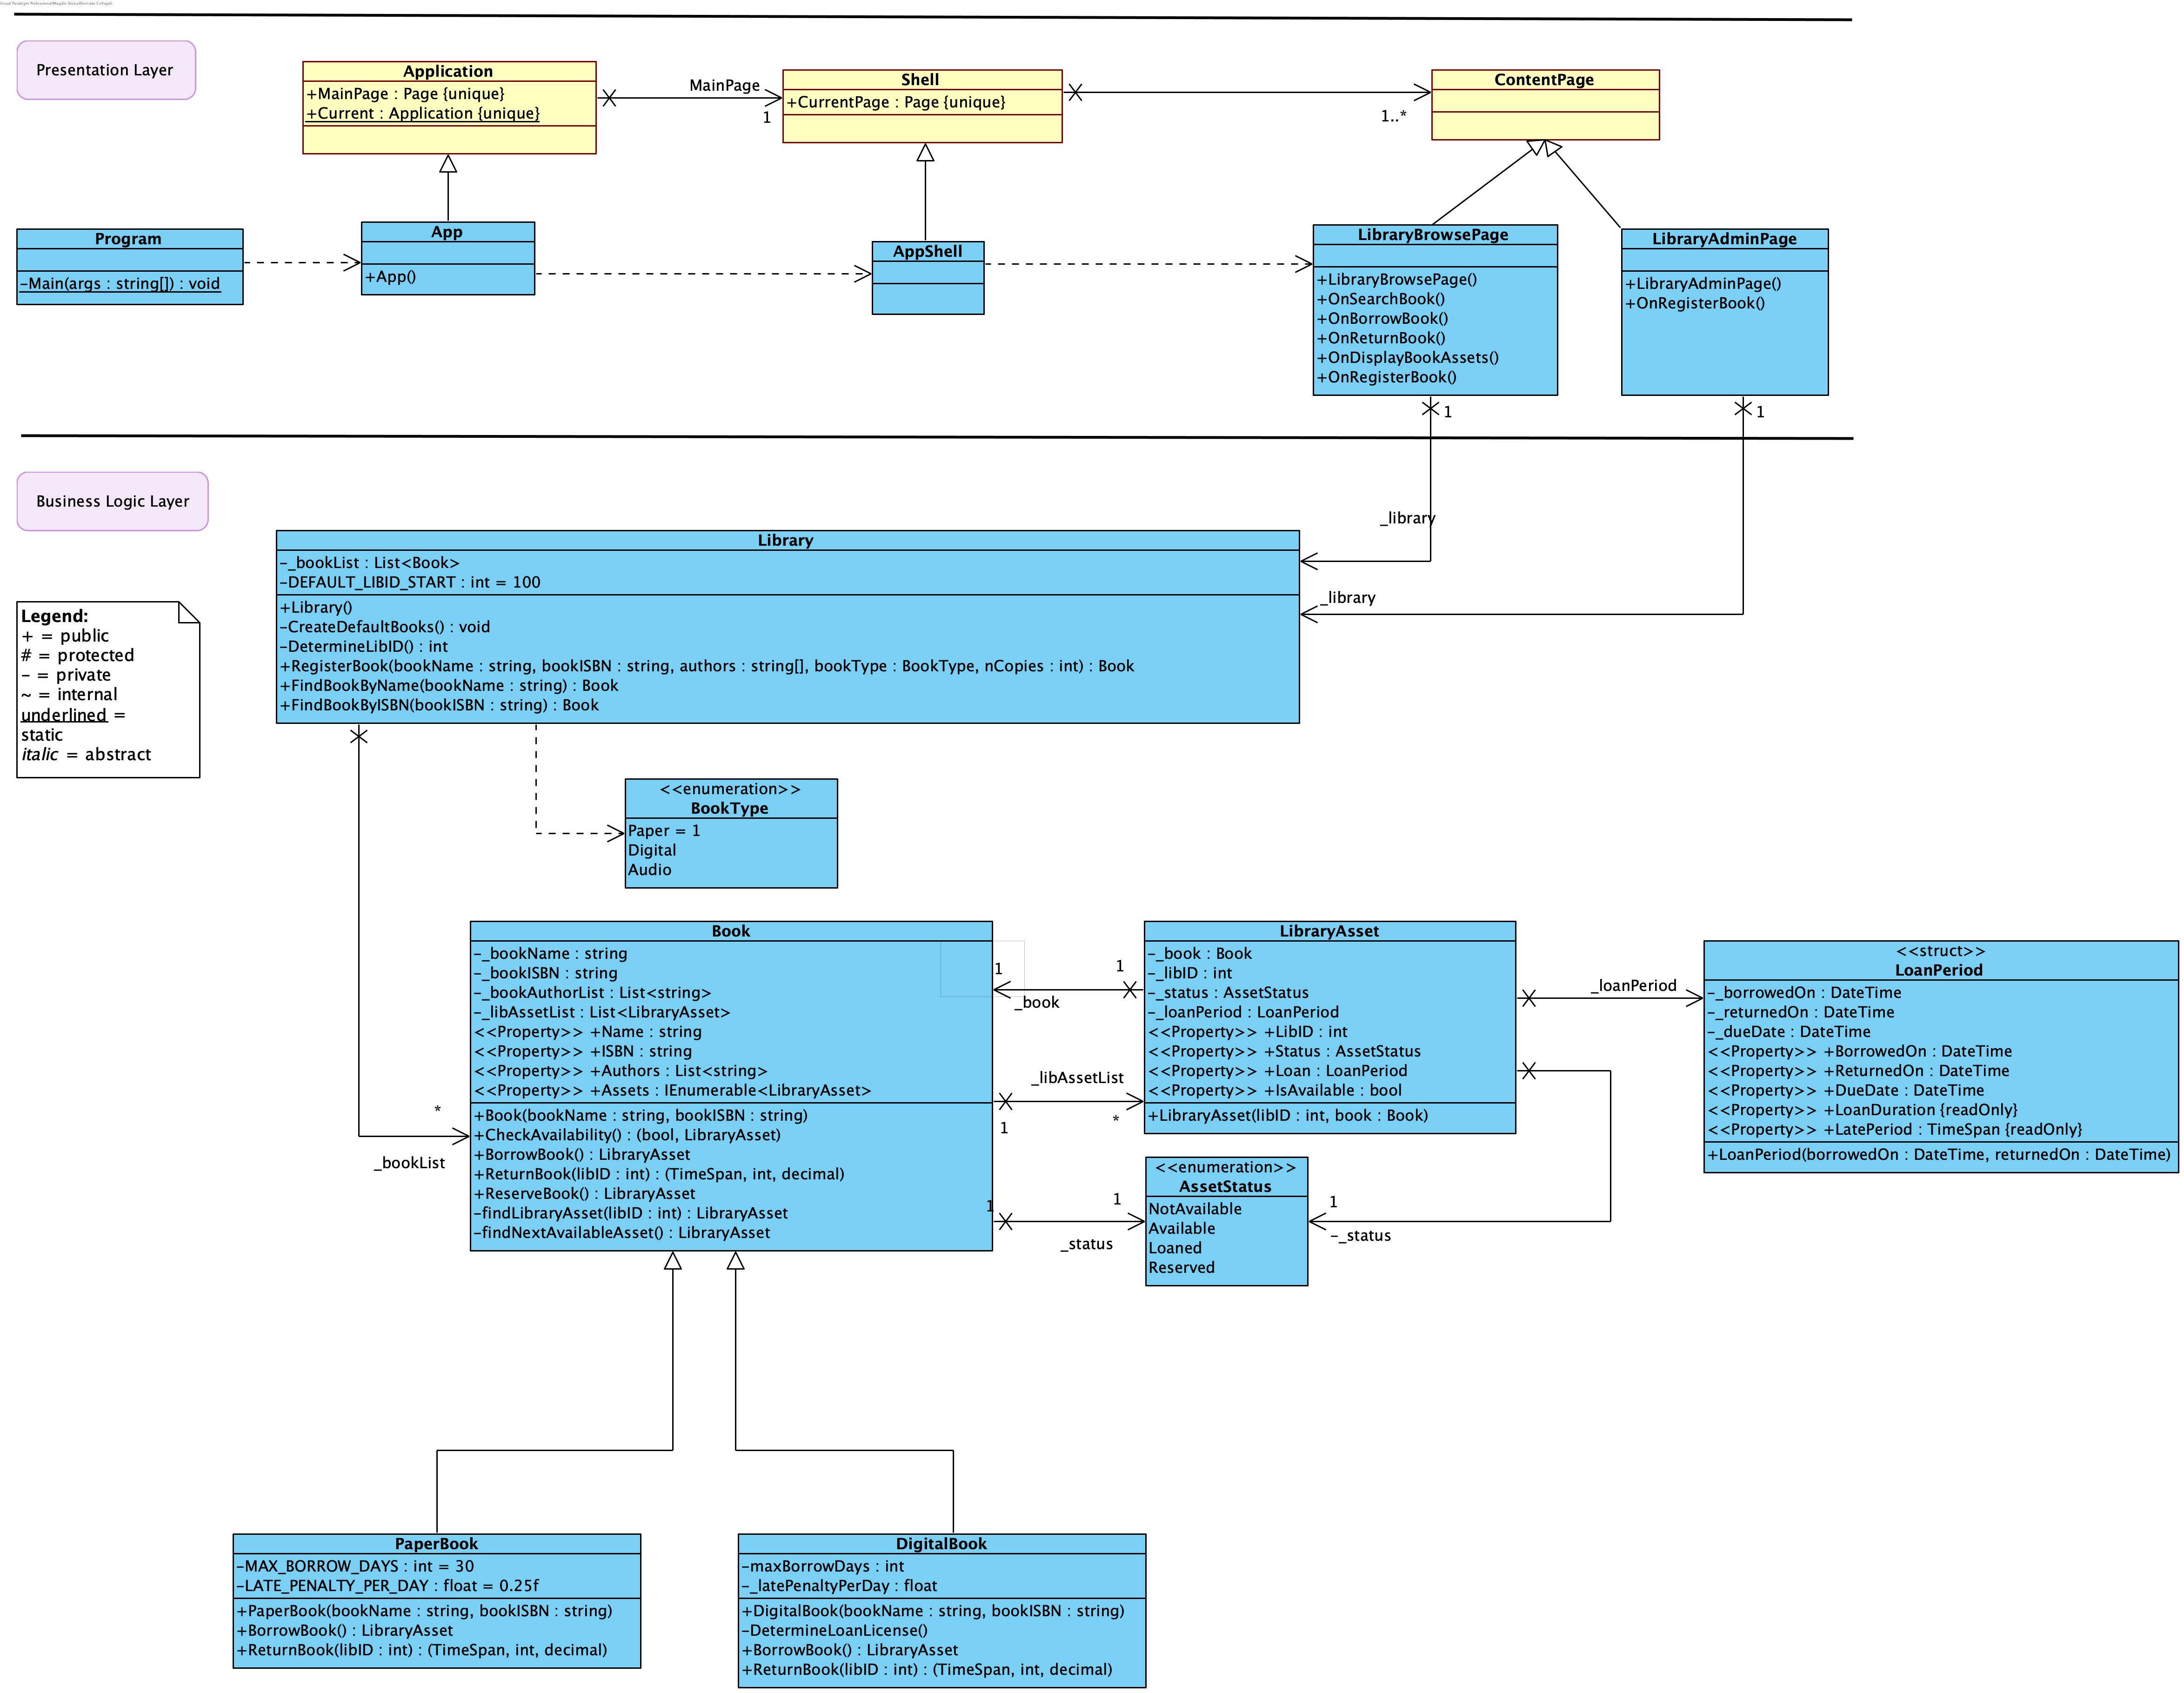 Visual Paradigm Professional(Magdin Stoica(Sheridan College))
Presentation Layer
Application
+MainPage : Page {unique}
+Current : Application {unique}
MainPage
1
Shell
+CurrentPage : Page {unique}
1..*
ContentPage
Program
-Main(args : string[]) : void
App
+App()
AppShell
LibraryBrowsePage
+LibraryBrowsePage()
+OnSearchBook()
+OnBorrowBook()
+OnReturnBook()
+OnDisplayBookAssets()
+OnRegisterBook()
LibraryAdminPage
+LibraryAdminPage()
+OnRegisterBook()
1
1
Business Logic Layer
_library
_library
Library
-_bookList : List<Book>
-DEFAULT_LIBID_START : int = 100
+Library()
-CreateDefaultBooks() : void
-DetermineLibID() : int
+RegisterBook(bookName : string, bookISBN : string, authors : string[], bookType : BookType, nCopies : int) : Book
+FindBookByName(bookName : string) : Book
+FindBookByISBN(bookISBN : string) : Book
Legend:
+ = public
# = protected
- = private
~ = internal
underlined =
static
italic = abstract
<<enumeration>>
BookType
Paper = 1
Digital
Audio
*
_bookList
Book
-_bookName : string
-_bookISBN : string
-_bookAuthorList : List<string>
-_libAssetList : List<LibraryAsset>
<<Property>> +Name : string
<<Property>> +ISBN : string
<<Property>> +Authors : List<string>
<<Property>> +Assets : IEnumerable<LibraryAsset>
+Book(bookName : string, bookISBN : string)
+CheckAvailability() : (bool, LibraryAsset)
+BorrowBook() : LibraryAsset
+ReturnBook(libID : int) : (TimeSpan, int, decimal)
+ReserveBook() : LibraryAsset
-findLibraryAsset(libID : int) : LibraryAsset
-findNextAvailableAsset() : LibraryAsset
1
1
_book
_libAssetList
1
*
1
1
_status
LibraryAsset
-_book : Book
-_libID : int
-_status : AssetStatus
-_loanPeriod : LoanPeriod
<<Property>> +LibID : int
<<Property>> +Status : AssetStatus
<<Property>> +Loan : LoanPeriod
<<Property>> +IsAvailable : bool
+LibraryAsset(libID : int, book : Book)
<<enumeration>>
AssetStatus
NotAvailable
Available
Loaned
Reserved
1
-_status
_loanPeriod
<<struct>>
LoanPeriod
-_borrowedOn : DateTime
-_returnedOn : DateTime
-_dueDate : DateTime
<<Property>> +BorrowedOn : DateTime
<<Property>> +ReturnedOn : DateTime
<<Property>> +DueDate : DateTime
<<Property>> +LoanDuration {readOnly}
<<Property>> +LatePeriod : TimeSpan {readOnly}
+LoanPeriod(borrowedOn : DateTime, returnedOn : DateTime)
PaperBook
-MAX_BORROW_DAYS : int = 30
-LATE_PENALTY_PER_DAY : float = 0.25f
+PaperBook(bookName : string, bookISBN : string)
+BorrowBook() : LibraryAsset
+ReturnBook(libID : int) : (TimeSpan, int, decimal)
DigitalBook
-maxBorrowDays : int
-_latePenaltyPerDay : float
+DigitalBook(bookName : string, bookISBN : string)
-DetermineLoanLicense()
+BorrowBook() : LibraryAsset
+ReturnBook(libID : int) : (TimeSpan, int, decimal)